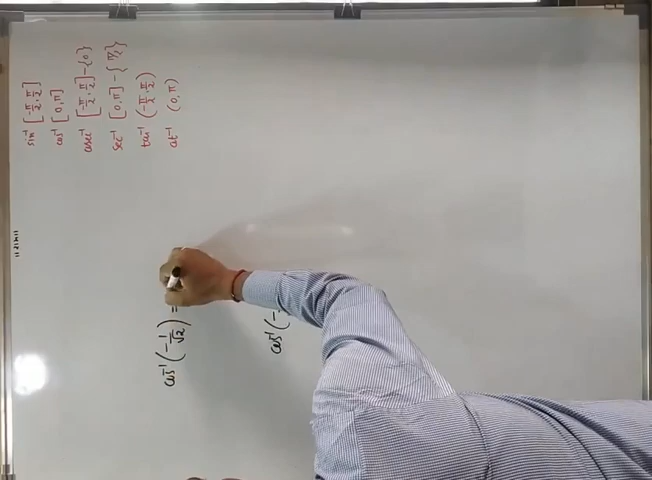 sin⁻¹ [-π/2, π/2]
cos⁻¹ [0, π]
cosec⁻¹ [-π/2, π/2] - {0}
sec⁻¹ [0, π] - {π/2}
tan⁻¹ (-π/2, π/2)
cot⁻¹ (0, π)
cos⁻¹(-1/√2) =
cos⁻¹(-